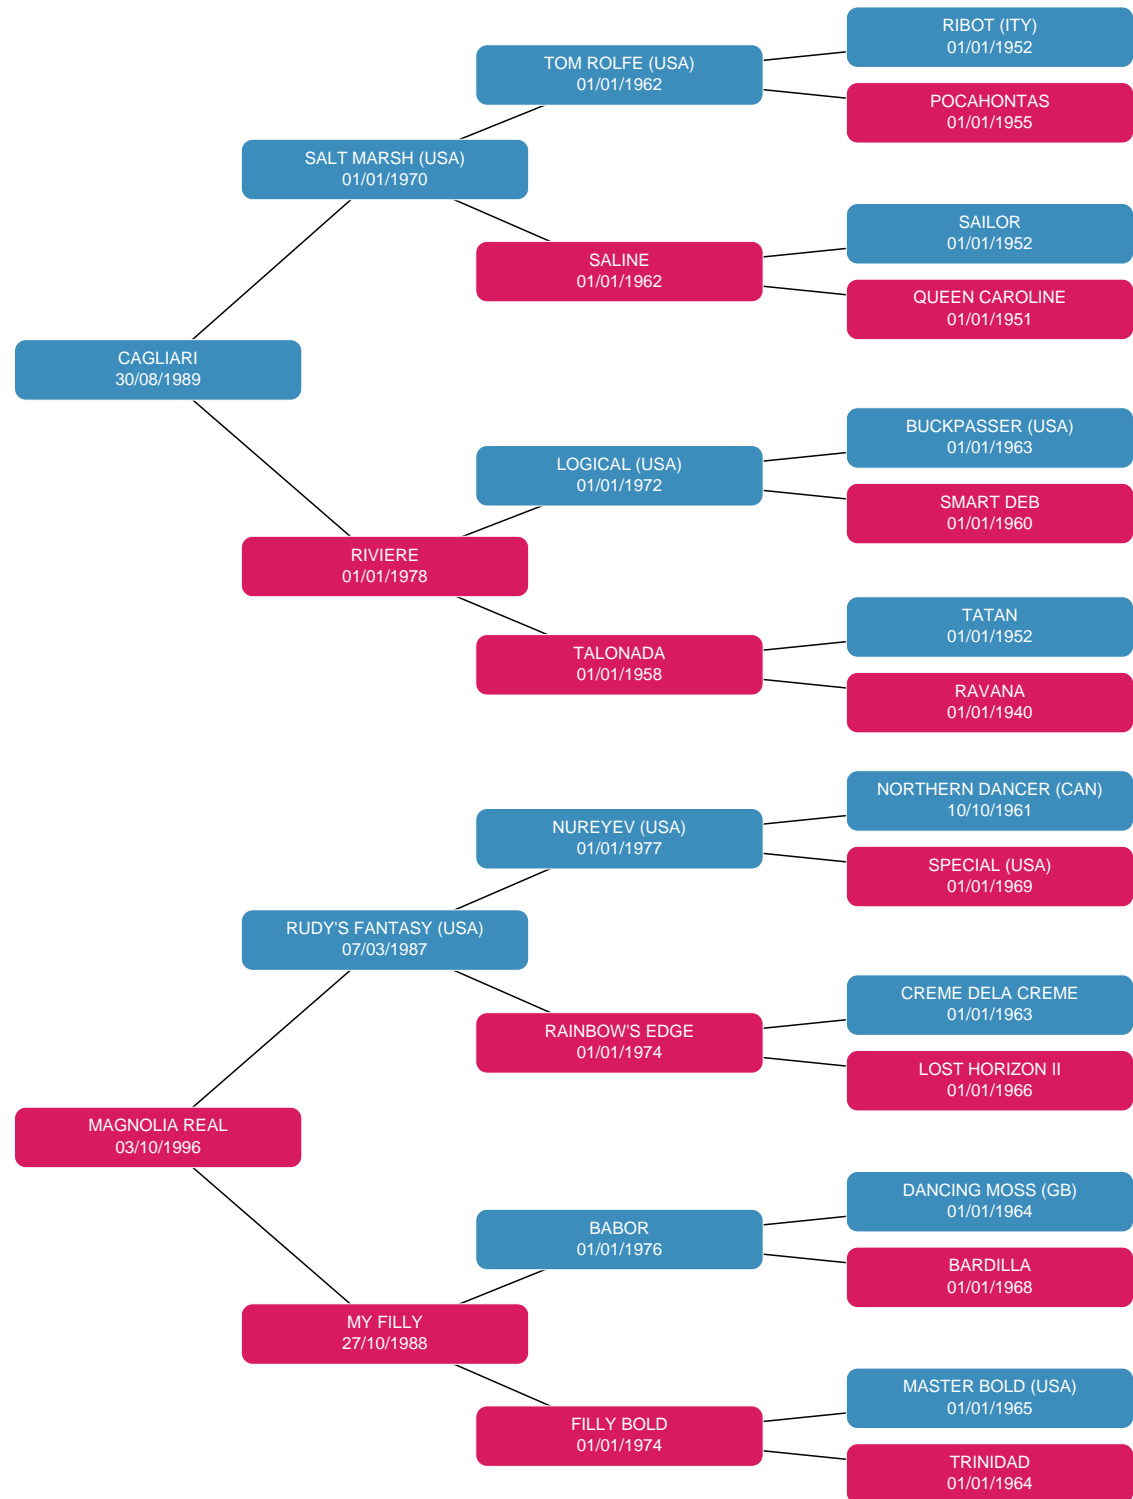 RIBOT (ITY)
01/01/1952
TOM ROLFE (USA)
01/01/1962
POCAHONTAS
01/01/1955
SALT MARSH (USA)
01/01/1970
SAILOR
01/01/1952
SALINE
01/01/1962
QUEEN CAROLINE
01/01/1951
CAGLIARI
30/08/1989
BUCKPASSER (USA)
01/01/1963
LOGICAL (USA)
01/01/1972
SMART DEB
01/01/1960
RIVIERE
01/01/1978
TATAN
01/01/1952
TALONADA
01/01/1958
RAVANA
01/01/1940
NORTHERN DANCER (CAN)
10/10/1961
NUREYEV (USA)
01/01/1977
SPECIAL (USA)
01/01/1969
RUDY'S FANTASY (USA)
07/03/1987
CREME DELA CREME
01/01/1963
RAINBOW'S EDGE
01/01/1974
LOST HORIZON II
01/01/1966
MAGNOLIA REAL
03/10/1996
DANCING MOSS (GB)
01/01/1964
BABOR
01/01/1976
BARDILLA
01/01/1968
MY FILLY
27/10/1988
MASTER BOLD (USA)
01/01/1965
FILLY BOLD
01/01/1974
TRINIDAD
01/01/1964